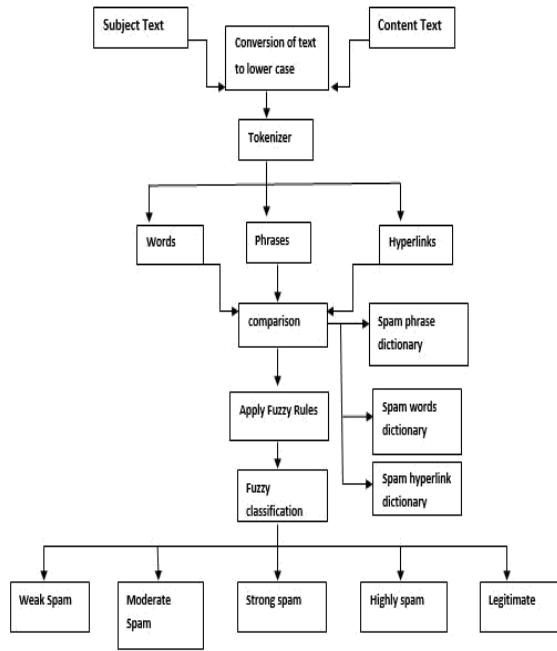 Subject Text
Content Text
Conversion of text
to lower case
Tokenizer
Words
Phrases
Hyperlinks
comparison
Spam phrase
dictionary
Apply Fuzzy Rules
Spam words
dictionary
Fuzzy
classification
Spam hyperlink
dictionary
Weak Spam
Moderate
Spam
Strong spam
Highly spam
Legitimate